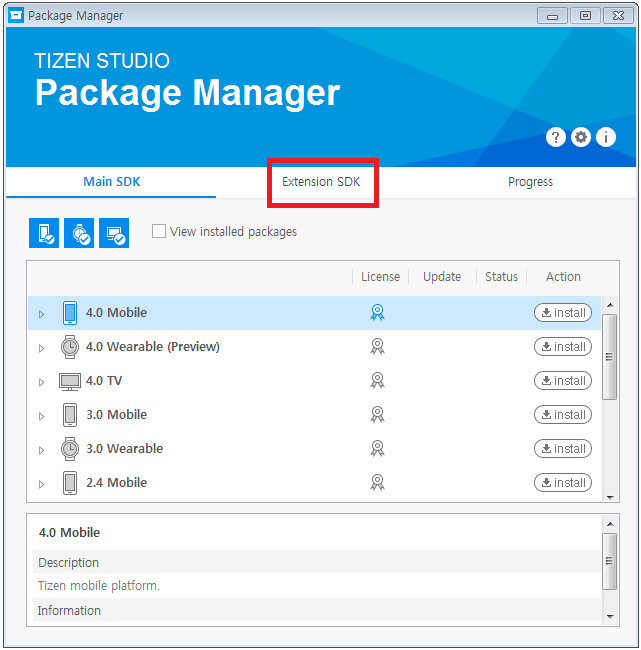 Package Manager
TIZEN STUDIO
Package Manager
? i
Main SDK Extension SDK Progress
View installed packages
License Update Status Action
4.0 Mobile install
4.0 Wearable (Preview) install
4.0 TV install
3.0 Mobile install
3.0 Wearable install
2.4 Mobile install
4.0 Mobile
Description
Tizen mobile platform.
Information